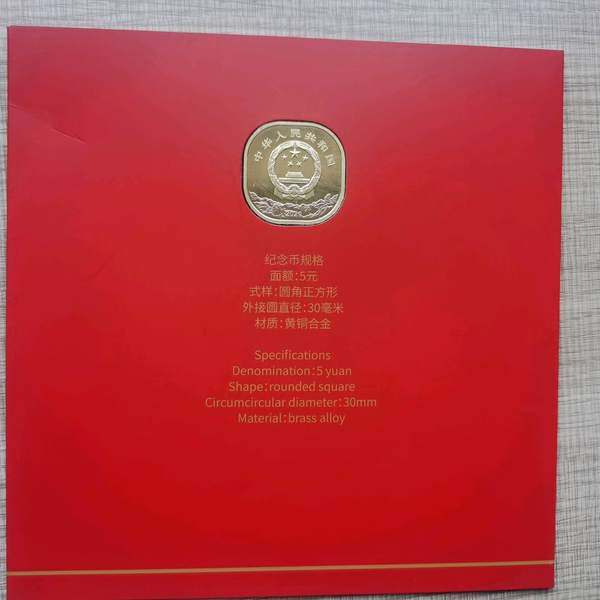 中华人民共和国
纪念币规格
面额:5元
式样:圆角正方形
外接圆直径:30毫米
材质:黄铜合金
Specifications
Denomination:5 yuan
Shape:rounded square
Circumcircular diameter:30mm
Material:brass alloy